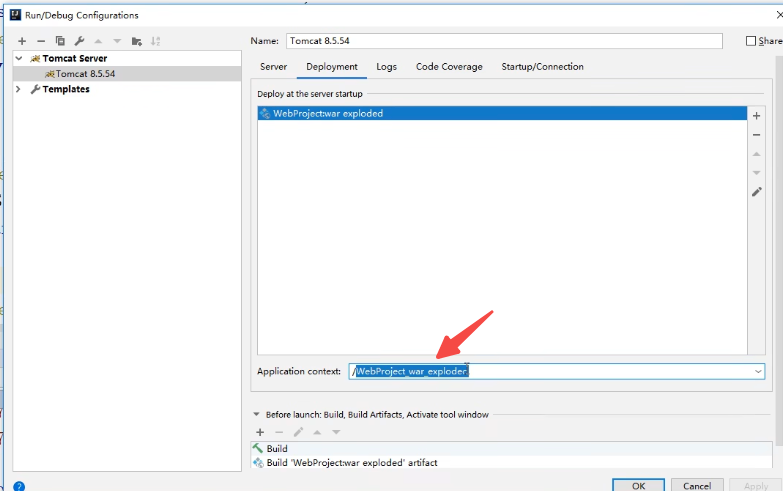 Run/Debug Configurations
Name: Tomcat 8.5.54
Share
Tomcat Server
Tomcat 8.5.54
Templates
Server Deployment Logs Code Coverage Startup/Connection
Deploy at the server startup
WebProject:war exploded
Application context: /WebProject_war_exploded
Before launch: Build, Build Artifacts, Activate tool window
Build
Build 'WebProject:war exploded' artifact
?
OK Cancel Apply